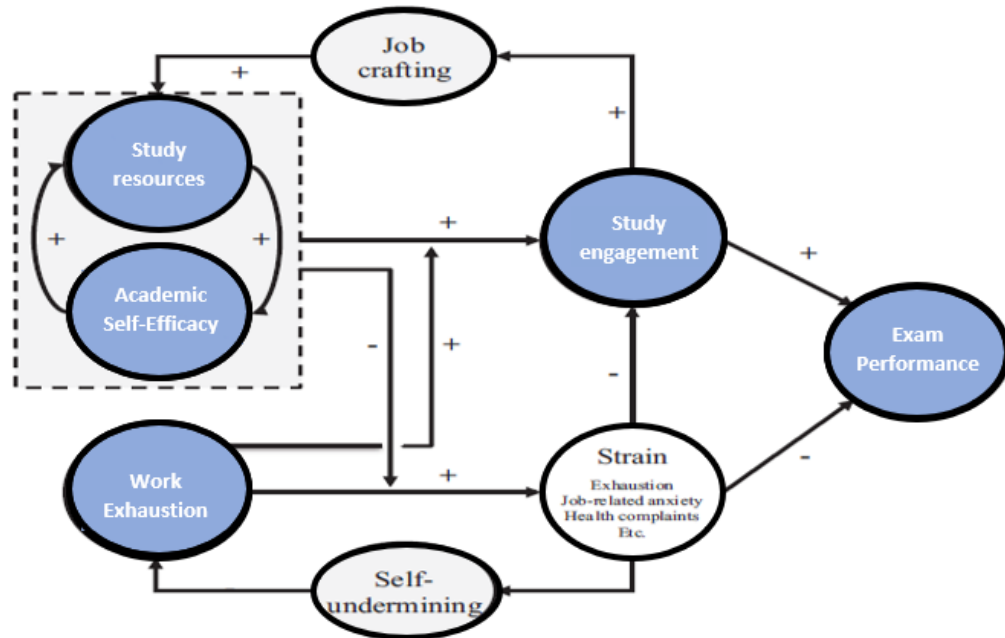 Job
crafting
+
+
Study
resources
+
+
+
Study
engagement
+
Academic
Self-Efficacy
Exam
Performance
-
+
-
Work
Exhaustion
+
Strain
Exhaustion
Job-related anxiety
Health complaints
Etc.
-
Self-
undermining